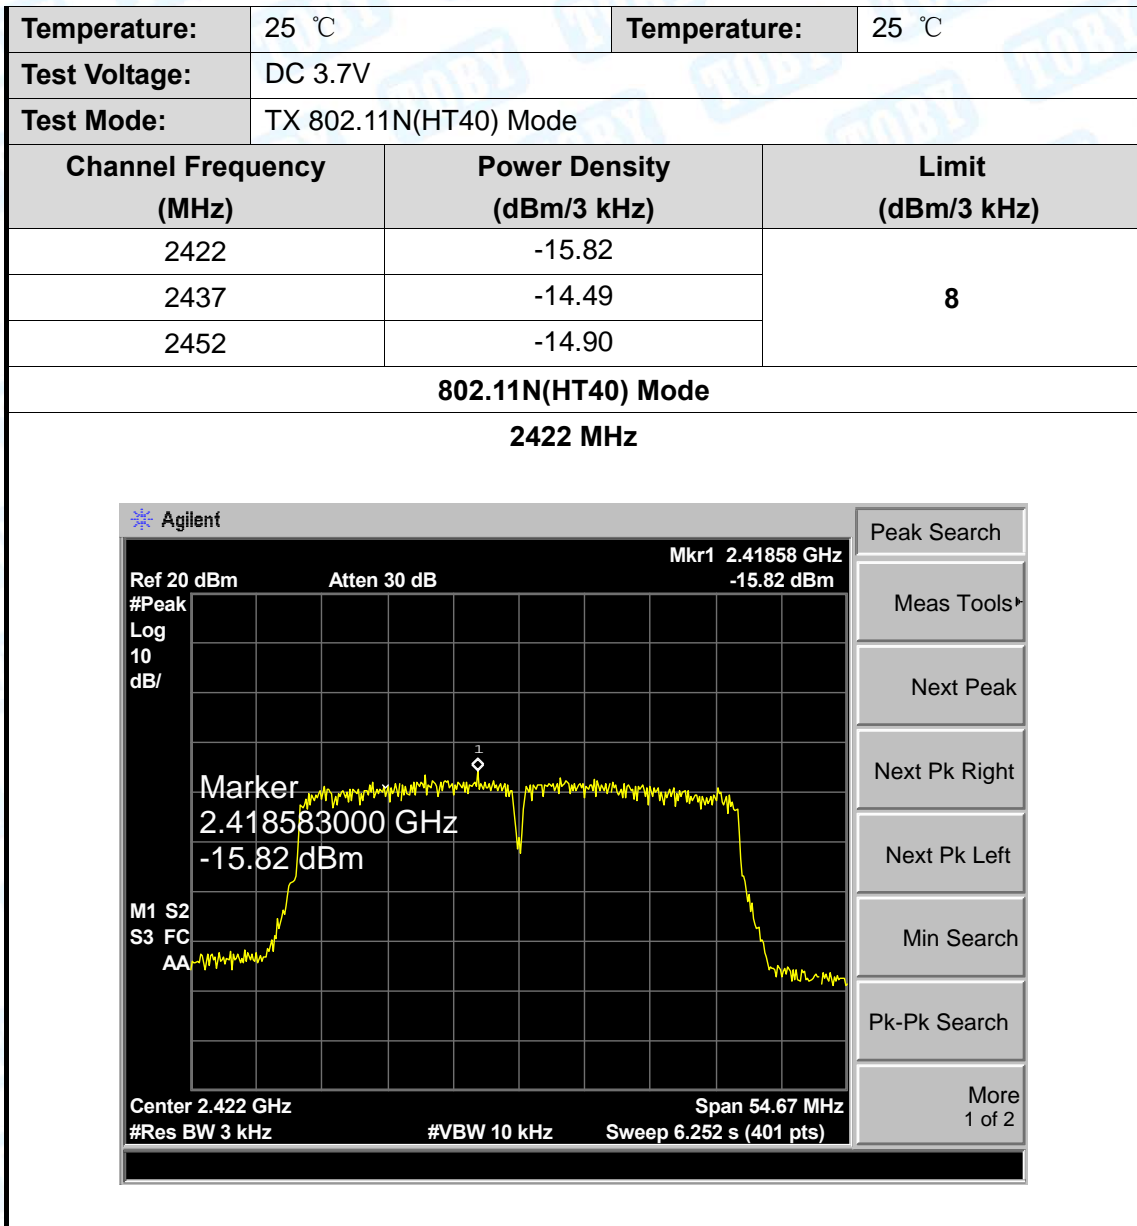 Temperature: 25 ℃ Temperature: 25 ℃
Test Voltage: DC 3.7V
Test Mode: TX 802.11N(HT40) Mode
Channel Frequency Power Density Limit
(MHz) (dBm/3 kHz) (dBm/3 kHz)
2422 -15.82
2437 -14.49 8
2452 -14.90
802.11N(HT40) Mode
2422 MHz
Agilent
Peak Search
Mkr1 2.41858 GHz
Ref 20 dBm Atten 30 dB -15.82 dBm
#Peak
Log
10
dB/
Meas Tools
Next Peak
1
Next Pk Right
Marker
2.418583000 GHz
-15.82 dBm
Next Pk Left
M1 S2
S3 FC
AA
Min Search
Pk-Pk Search
Center 2.422 GHz Span 54.67 MHz
#Res BW 3 kHz #VBW 10 kHz Sweep 6.252 s (401 pts)
More
1 of 2
TOBY